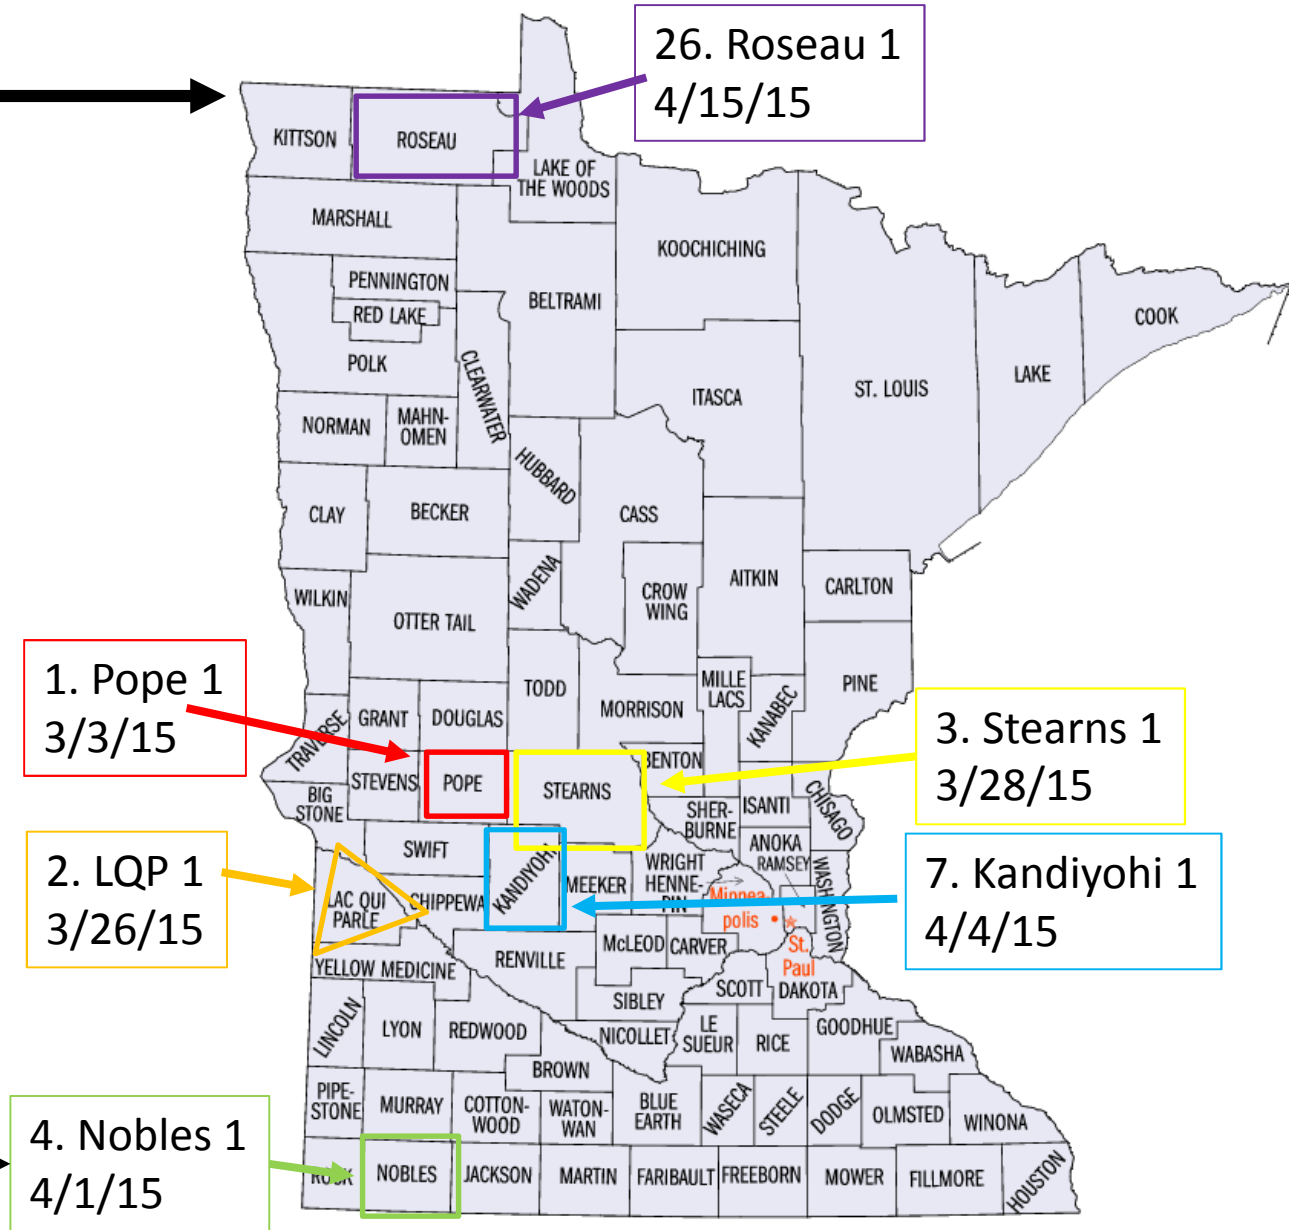 26. Roseau 1
4/15/15
KITTSON
ROSEAU
LAKE OF
THE WOODS
MARSHALL
KOOCHICHING
PENNINGTON
BELTRAMI
RED LAKE
COOK
POLK
CLEARWATER
LAKE
ST. LOUIS
ITASCA
NORMAN
MAHN-
OMEN
HUBBARD
CLAY
BECKER
CASS
WADENA
AITKIN
CARLTON
WILKIN
CROW
WING
OTTER TAIL
1. Pope 1
3/3/15
TODD
MILLE
LACS
PINE
KANABEC
MORRISON
GRANT
DOUGLAS
TRAVERSE
3. Stearns 1
3/28/15
BENTON
STEVENS
POPE
STEARNS
BIG
STONE
SHER-
BURNE
ISANTI
CHISAGO
ANOKA
RAMSEY
WASHINGTON
2. LQP 1
3/26/15
SWIFT
KANDIYOHI
WRIGHT
HENNE-
PIN
MEEKER
LAC QUI
PARLE
CHIPPEWA
Minnea
polis
St.
Paul
7. Kandiyohi 1
4/4/15
McLEOD
CARVER
RENVILLE
YELLOW MEDICINE
SCOTT
DAKOTA
SIBLEY
LINCOLN
LYON
REDWOOD
NICOLLET
LE
SUEUR
RICE
GOODHUE
WABASHA
BROWN
PIPE-
STONE
MURRAY
COTTON-
WOOD
WATON-
WAN
BLUE
EARTH
WASECA
STEELE
DODGE
OLMSTED
WINONA
4. Nobles 1
4/1/15
ROCK
NOBLES
JACKSON
MARTIN
FARIBAULT
FREEBORN
MOWER
FILLMORE
HOUSTON